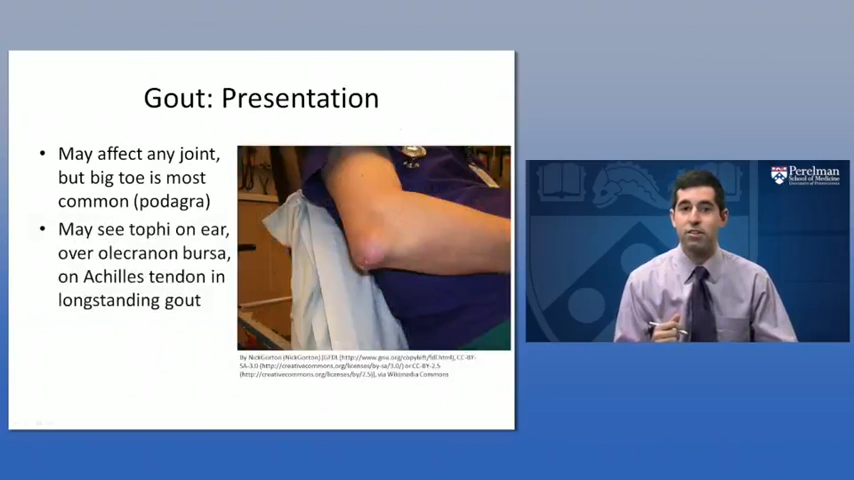 Gout: Presentation
• May affect any joint,
but big toe is most
common (podagra)
• May see tophi on ear,
over olecranon bursa,
on Achilles tendon in
longstanding gout
By NickGorton (NickGorton) [GFDL (http://www.gnu.org/copyleft/fdl.html), CC-BY-
SA-3.0 (http://creativecommons.org/licenses/by-sa/3.0/) or CC-BY-2.5
(http://creativecommons.org/licenses/by/2.5)], via Wikimedia Commons
Perelman
School of Medicine
University of Pennsylvania